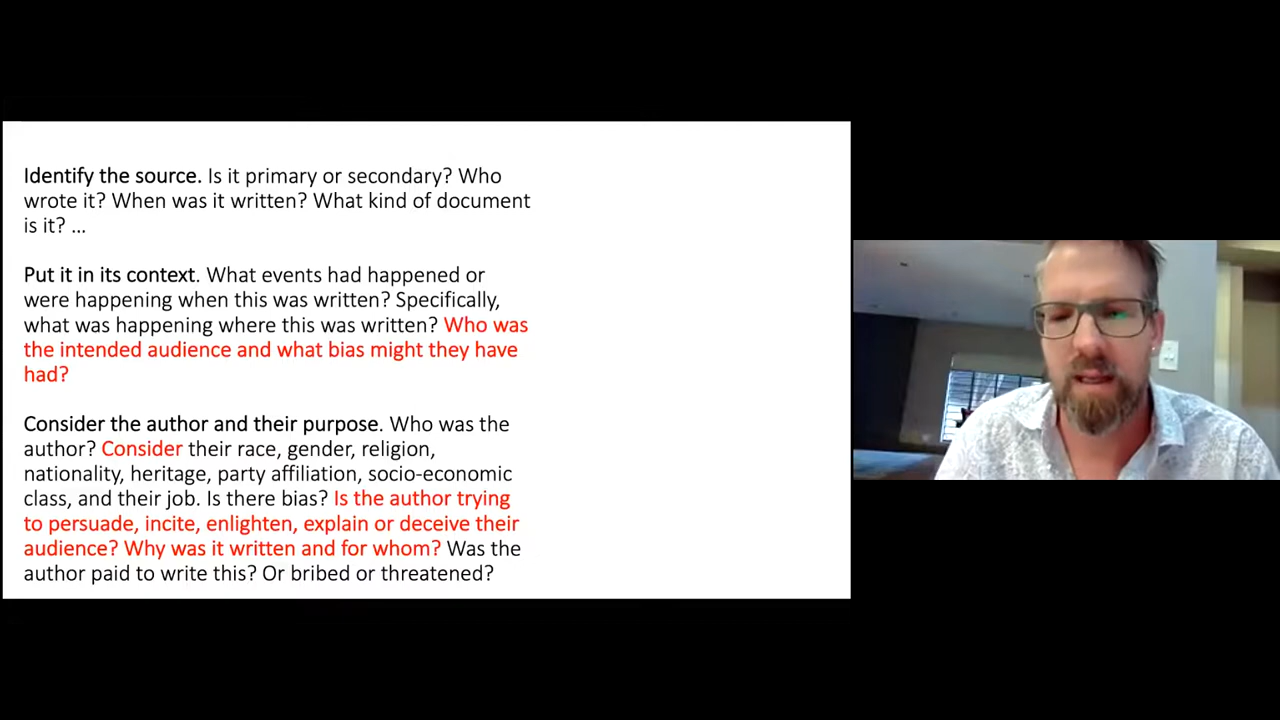 Identify the source. Is it primary or secondary? Who
wrote it? When was it written? What kind of document
is it? ...
Put it in its context. What events had happened or
were happening when this was written? Specifically,
what was happening where this was written? Who was
the intended audience and what bias might they have
had?
Consider the author and their purpose. Who was the
author? Consider their race, gender, religion,
nationality, heritage, party affiliation, socio-economic
class, and their job. Is there bias? Is the author trying
to persuade, incite, enlighten, explain or deceive their
audience? Why was it written and for whom? Was the
author paid to write this? Or bribed or threatened?